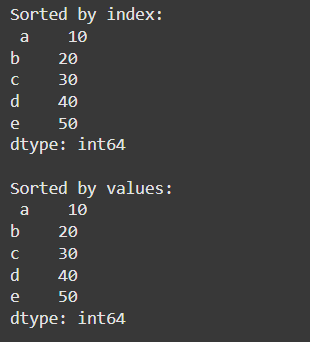 Sorted by index:
 a    10
b    20
c    30
d    40
e    50
dtype: int64

Sorted by values:
 a    10
b    20
c    30
d    40
e    50
dtype: int64